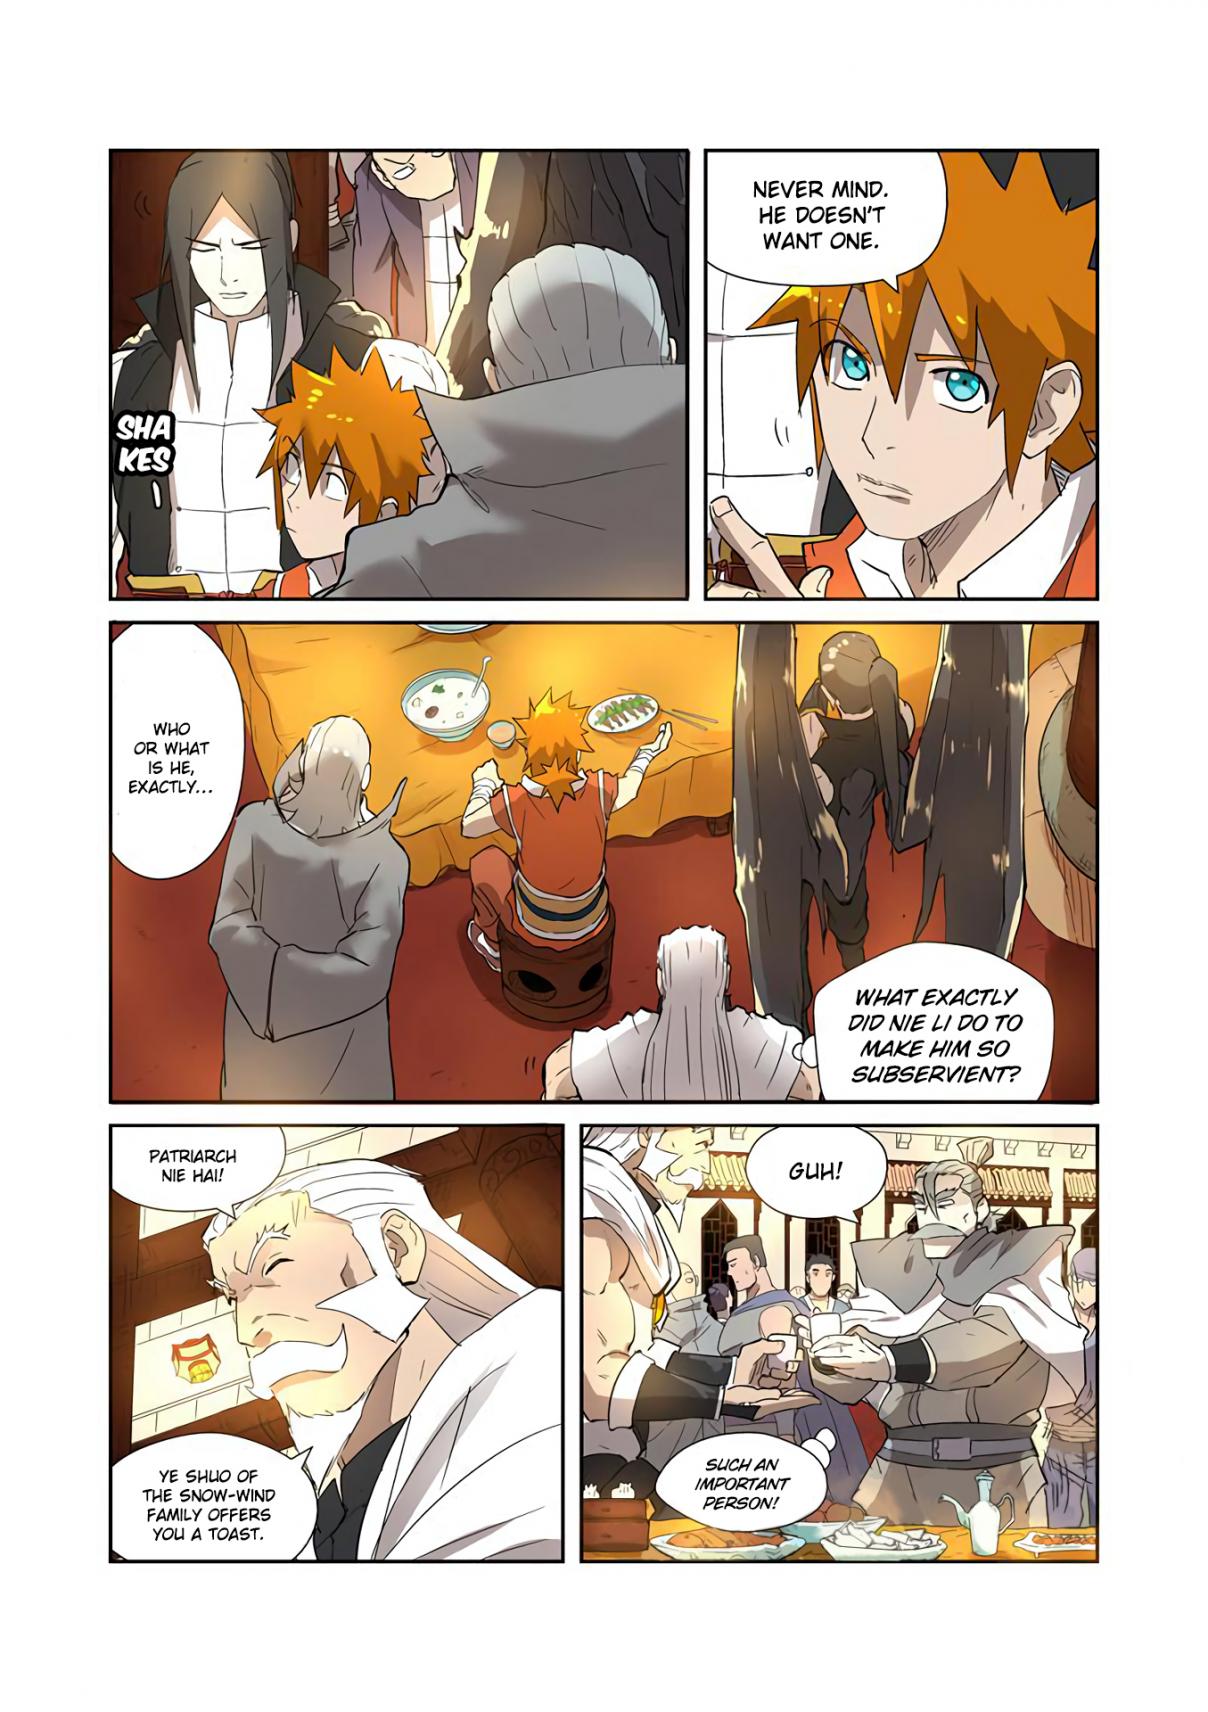 SHA
KES
NEVER MIND.
HE DOESN'T
WANT ONE.
WHO
OR WHAT
IS HE,
EXACTLY...
WHAT EXACTLY
DID NIE LI DO TO
MAKE HIM SO
SUBSERVIENT?
PATRIARCH
NIE HAI!
YE SHUO OF
THE SNOW-WIND
FAMILY OFFERS
YOU A TOAST.
GUH!
SUCH AN
IMPORTANT
PERSON!